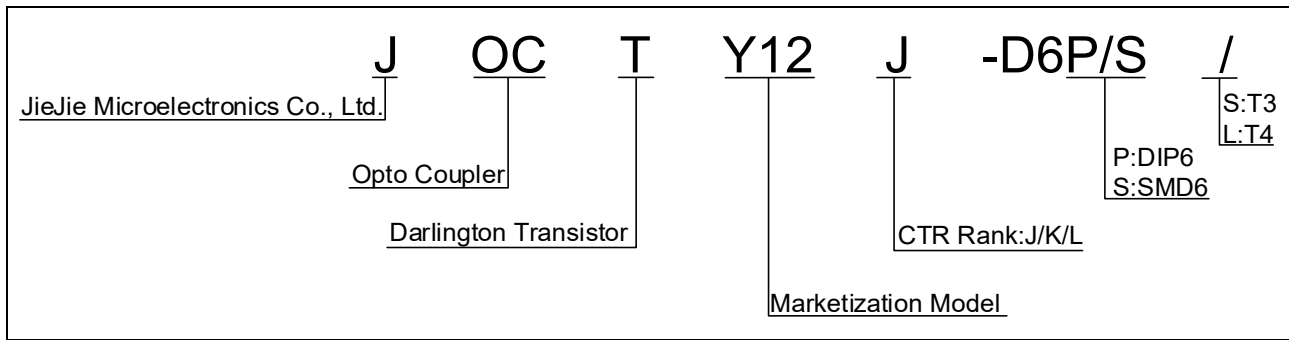 J OC T Y12 J -D6P/S /
JieJie Microelectronics Co., Ltd.
S:T3
L:T4
Opto Coupler
P:DIP6
S:SMD6
Darlington Transistor
CTR Rank:J/K/L
Marketization Model